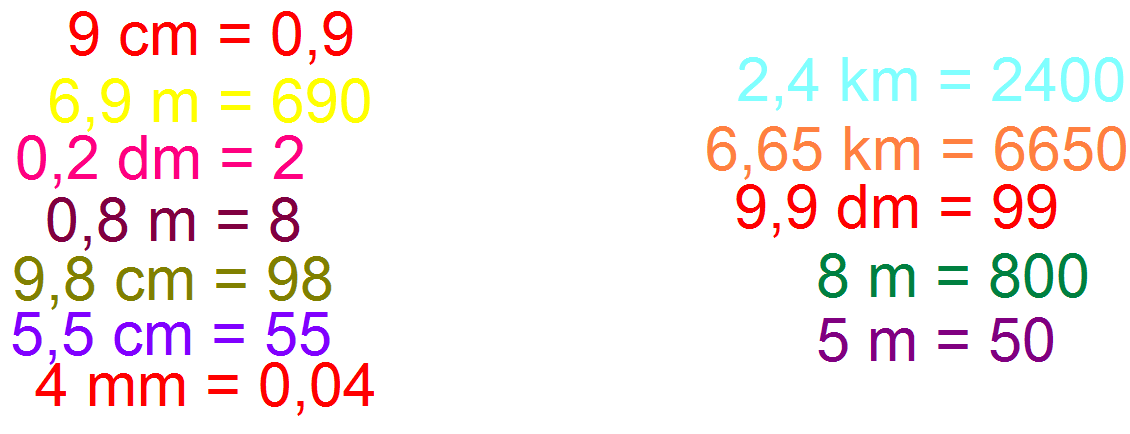 9 cm = 0,9
6,9 m = 690
0,2 dm = 2
0,8 m = 8
9,8 cm = 98
5,5 cm = 55
4 mm = 0,04
2,4 km = 2400
6,65 km = 6650
9,9 dm = 99
8 m = 800
5 m = 50